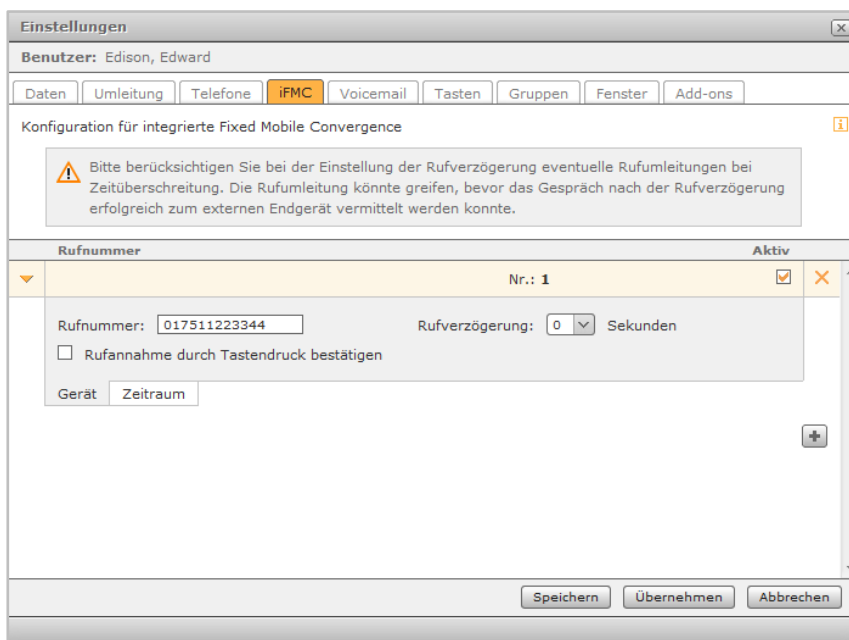 Einstellungen
Benutzer: Edison, Edward
Daten Umleitung Telefone iFMC Voicemail Tasten Gruppen Fenster Add-ons
Konfiguration für integrierte Fixed Mobile Convergence
Bitte berücksichtigen Sie bei der Einstellung der Rufverzögerung eventuelle Rufumleitungen bei
Zeitüberschreitung. Die Rufumleitung könnte greifen, bevor das Gespräch nach der Rufverzögerung
erfolgreich zum externen Endgerät vermittelt werden konnte.
Rufnummer Aktiv
Nr.: 1
Rufnummer: 017511223344 Rufverzögerung: 0 Sekunden
Rufannahme durch Tastendruck bestätigen
Gerät Zeitraum
Speichern Übernehmen Abbrechen